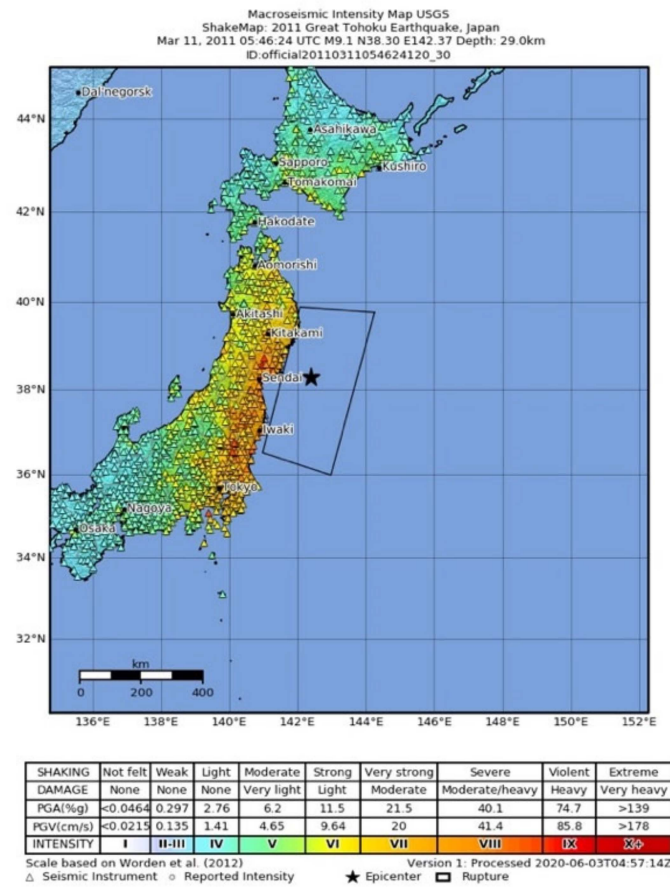 Macroseismic Intensity Map USGS
ShakeMap: 2011 Great Tohoku Earthquake, Japan
Mar 11, 2011 05:46:24 UTC M9.1 N38.30 E142.37 Depth: 29.0km
ID:official20110311054624120_30
Dal'negorsk
44°N
Asahikawa
Sapporo
Kushiro
Tomakomai
42°N
Hakodate
Aomorishi
40°N
Akitashi
Kitakami
38°N
Sendai
Iwaki
36°N
Tokyo
Nagoya
Osaka
34°N
32°N
km
0 200 400
136°E 138°E 140°E 142°E 144°E 146°E 148°E 150°E 152°E
SHAKING Not felt Weak Light Moderate Strong Very strong Severe Violent Extreme
DAMAGE None None None Very light Light Moderate Moderate/heavy Heavy Very heavy
PGA(%g) <0.0464 0.297 2.76 6.2 11.5 21.5 40.1 74.7 >139
PGV(cm/s) <0.0215 0.135 1.41 4.65 9.64 20 41.4 85.8 >178
INTENSITY I II-III IV V VI VII VIII IX X+
Scale based on Worden et al. (2012) Version 1: Processed 2020-06-03T04:57:14Z
△ Seismic Instrument ○ Reported Intensity ★ Epicenter □ Rupture